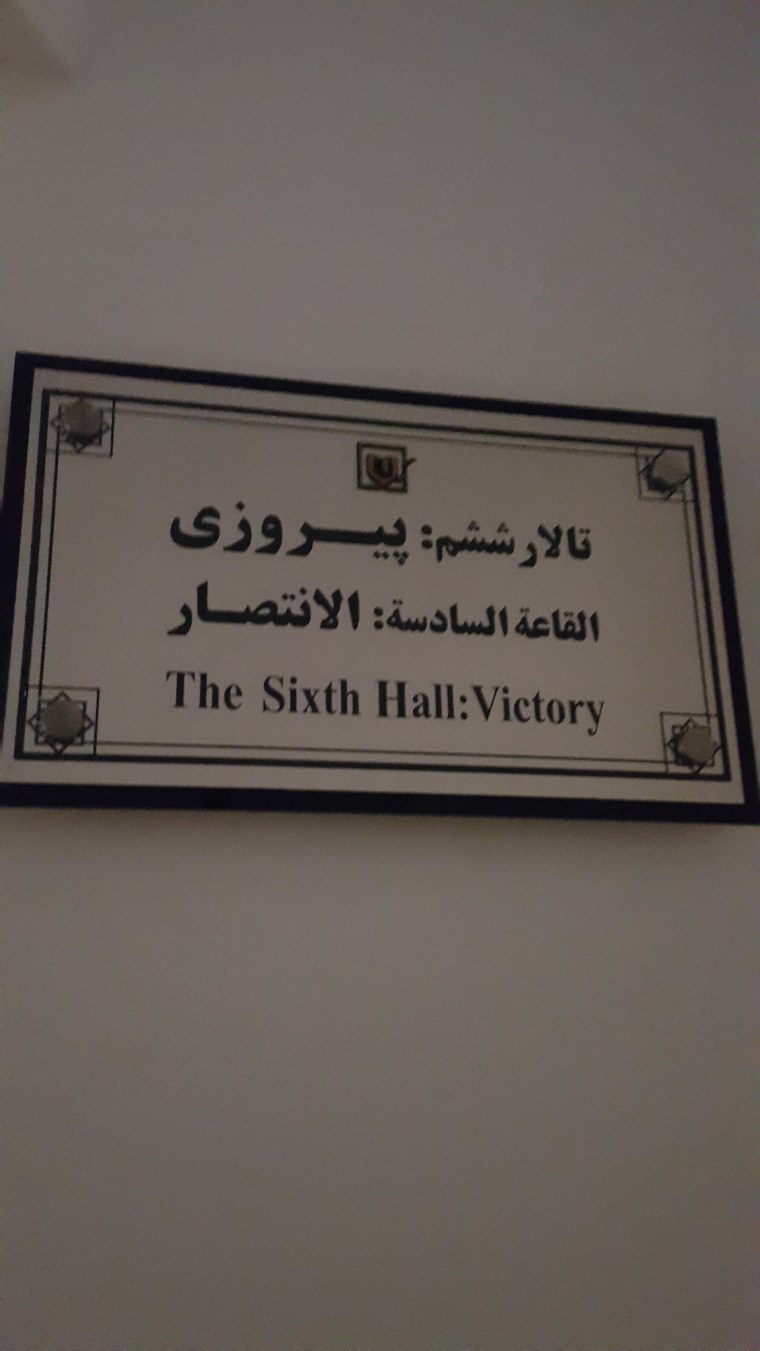 تالار ششم: پیروزی
القاعة السادسة: الانتصار
The Sixth Hall:Victory